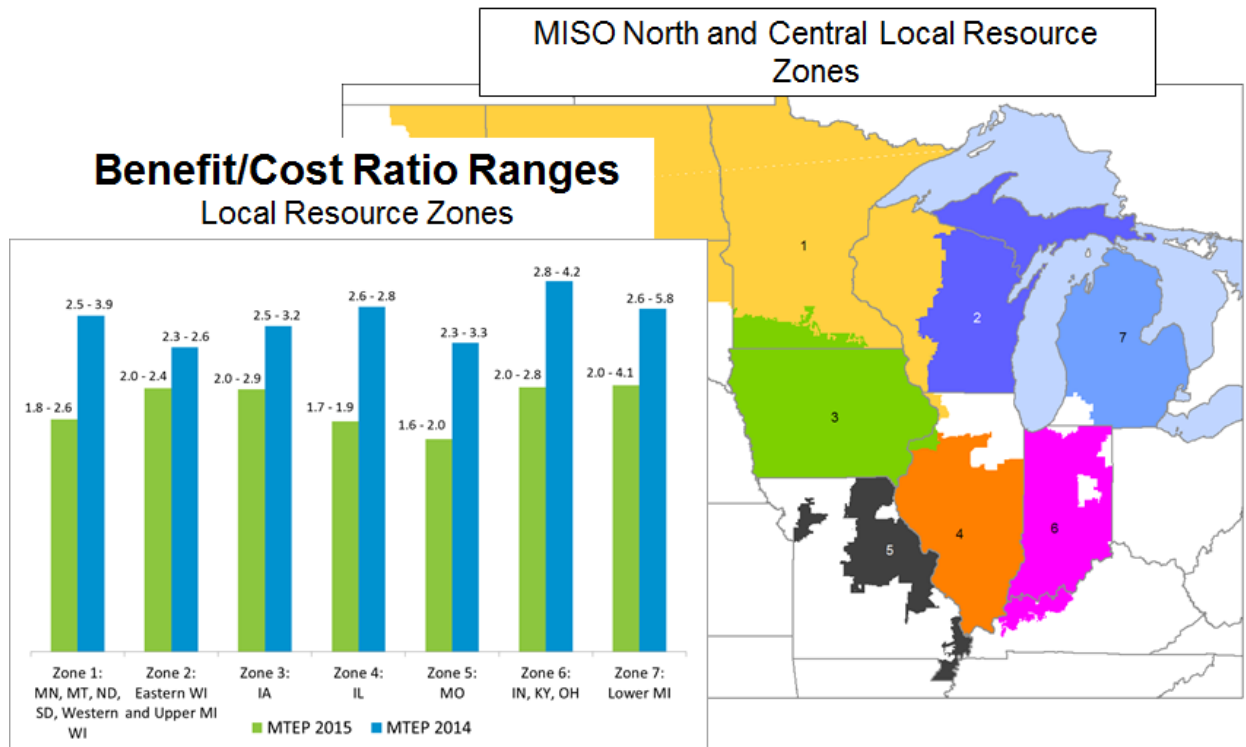 MISO North and Central Local Resource
Zones
Benefit/Cost Ratio Ranges
Local Resource Zones
1.8 - 2.6
2.5 - 3.9
2.0 - 2.4
2.3 - 2.6
2.0 - 2.9
2.5 - 3.2
1.7 - 1.9
2.6 - 2.8
1.6 - 2.0
2.3 - 3.3
2.0 - 2.8
2.8 - 4.2
2.0 - 4.1
2.6 - 5.8
Zone 1:
MN, MT, ND,
SD, Western
WI
Zone 2:
Eastern WI
and Upper MI
Zone 3:
IA
Zone 4:
IL
Zone 5:
MO
Zone 6:
IN, KY, OH
Zone 7:
Lower MI
MTEP 2015
MTEP 2014
1
2
3
4
5
6
7